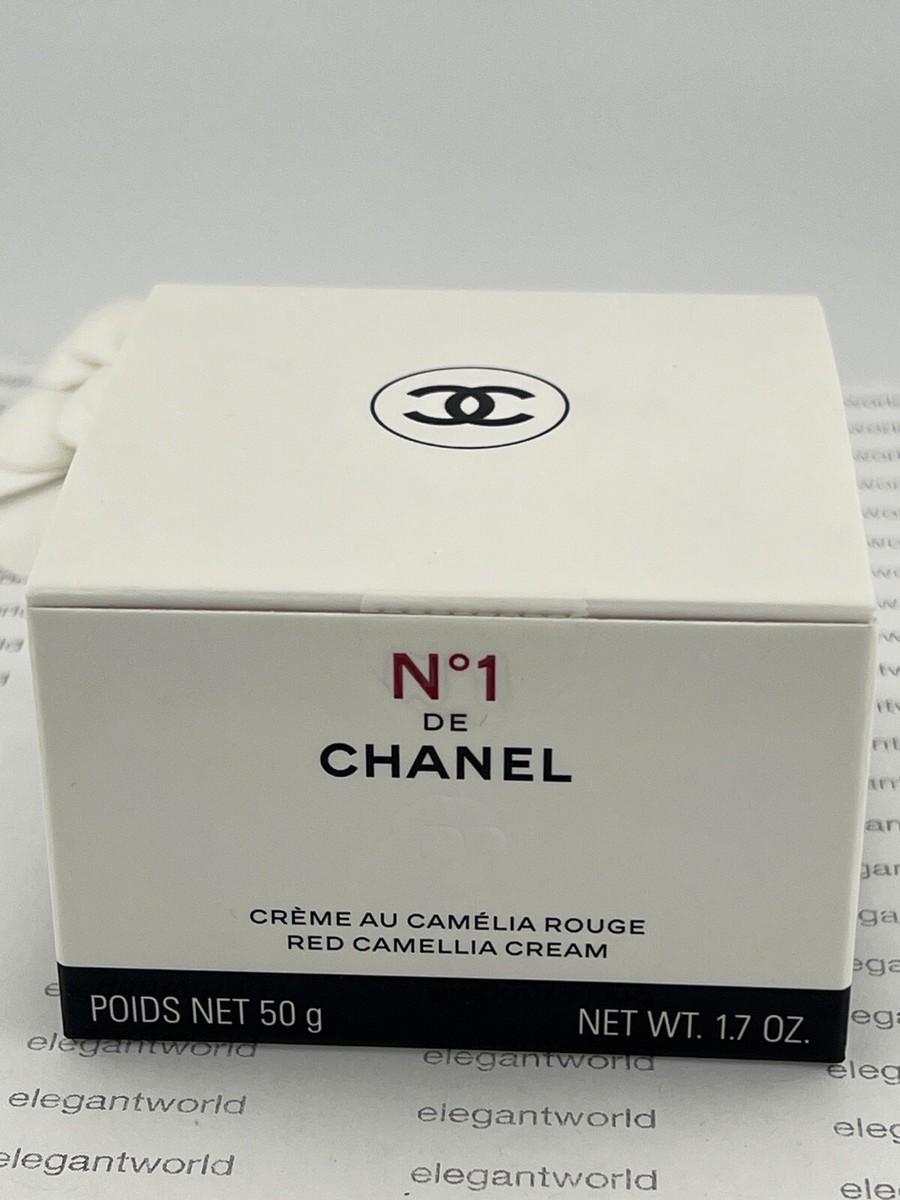 N°1
DE
CHANEL
CRÈME AU CAMÉLIA ROUGE
RED CAMELLIA CREAM
POIDS NET 50 g
NET WT. 1.7 OZ.
elegantworld
elegantworld
elegantworld
elegantworld
elegantworld
elegantworld